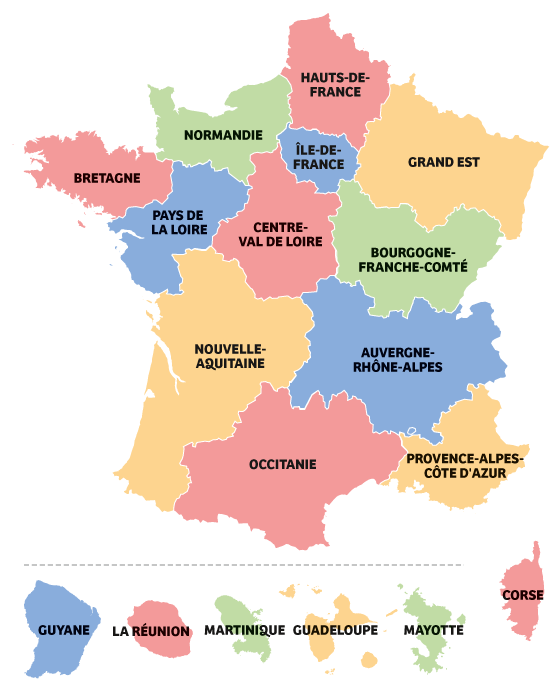 HAUTS-DE-
FRANCE
NORMANDIE
ÎLE-DE-
FRANCE
GRAND EST
BRETAGNE
PAYS DE
LA LOIRE
CENTRE-
VAL DE LOIRE
BOURGOGNE-
FRANCHE-COMTÉ
NOUVELLE-
AQUITAINE
AUVERGNE-
RHÔNE-ALPES
OCCITANIE
PROVENCE-ALPES-
CÔTE D'AZUR
CORSE
GUYANE
LA RÉUNION
MARTINIQUE
GUADELOUPE
MAYOTTE